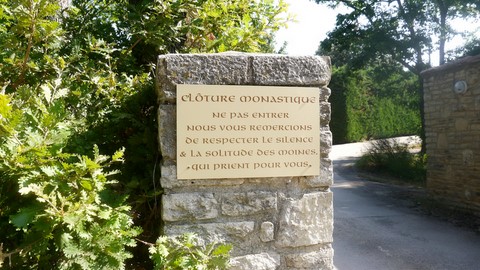 CLÔTURE MONASTIQUE
NE PAS ENTRER
NOUS VOUS REMERCIONS
DE RESPECTER LE SILENCE
& LA SOLITUDE DES MOINES,
QUI PRIENT POUR VOUS